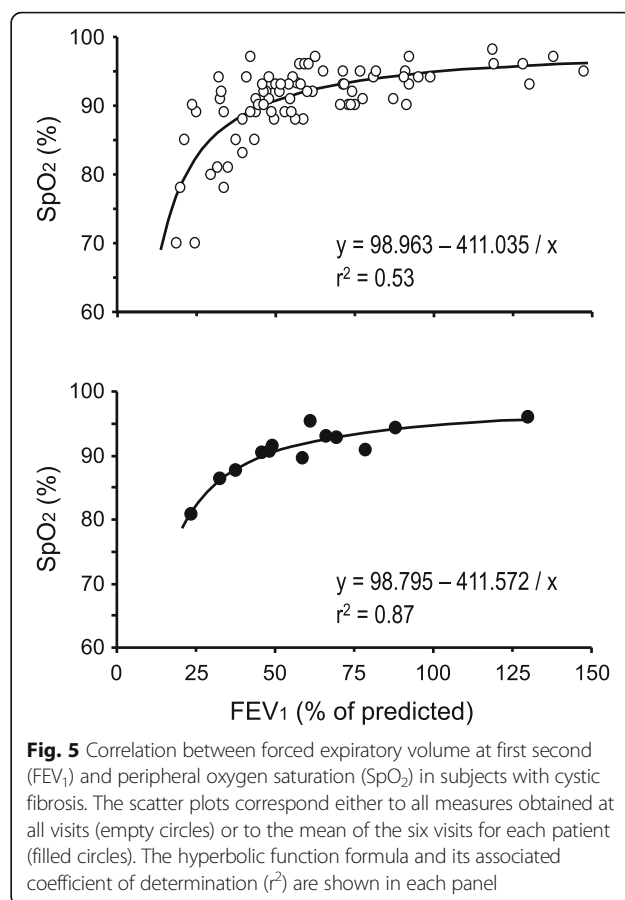 100
90
80
70
60
SpO2 (%)
y = 98.963 – 411.035 / x
r² = 0.53
100
90
80
70
60
SpO2 (%)
y = 98.795 – 411.572 / x
r² = 0.87
0 25 50 75 100 125 150
FEV1 (% of predicted)
Fig. 5 Correlation between forced expiratory volume at first second
(FEV1) and peripheral oxygen saturation (SpO2) in subjects with cystic
fibrosis. The scatter plots correspond either to all measures obtained at
all visits (empty circles) or to the mean of the six visits for each patient
(filled circles). The hyperbolic function formula and its associated
coefficient of determination (r²) are shown in each panel